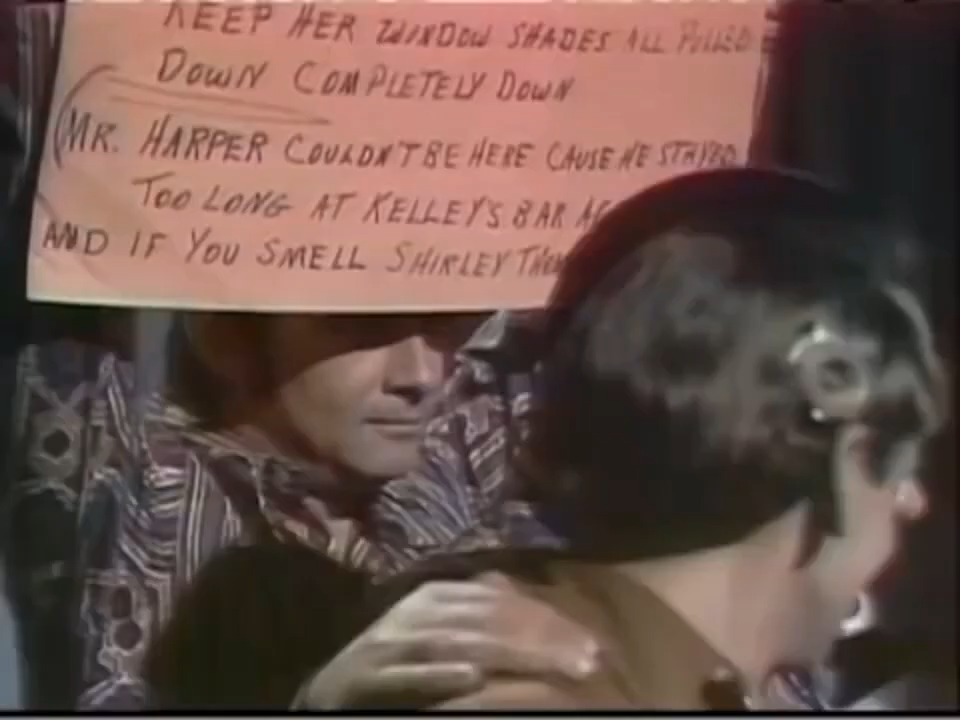 KEEP HER WINDOW SHADES ALL PULLED
DOWN COMPLETELY DOWN
(MR. HARPER COULDN'T BE HERE CAUSE HE STAYED
TOO LONG AT KELLEY'S BAR
AND IF YOU SMELL SHIRLEY